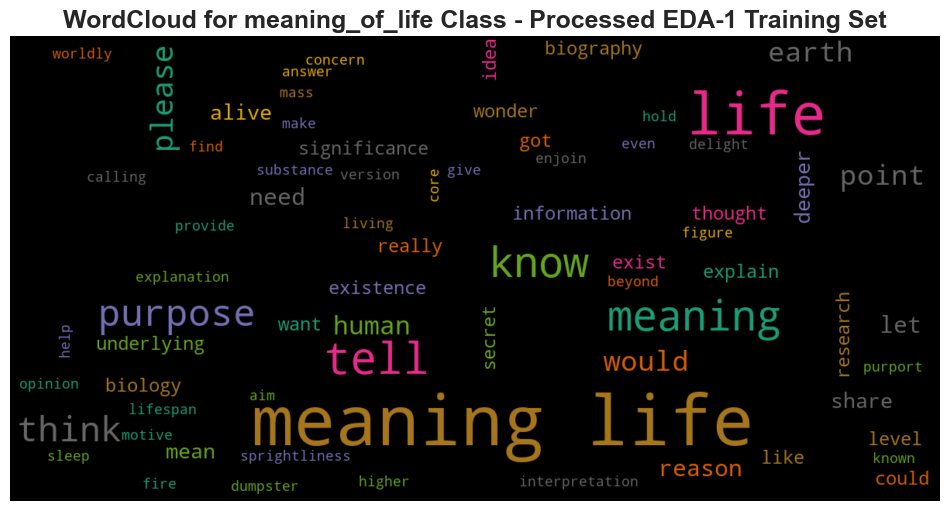 WordCloud for meaning_of_life Class - Processed EDA-1 Training Set
worldly
please
concern
answer
idea
biography
earth
mass
alive
make
wonder
hold
life
find
significance
got
enjoin
even
delight
calling
substance
version
core
give
need
deeper
point
provide
living
information
thought
figure
really
know
exist
beyond
explain
explanation
existence
purpose
want
human
secret
meaning
research
let
help
underlying
tell
would
purport
opinion
biology
lifespan
aim
meaning life
share
think
motive
mean
sleep
sprightliness
level
like
known
reason
could
fire
dumpster
higher
interpretation